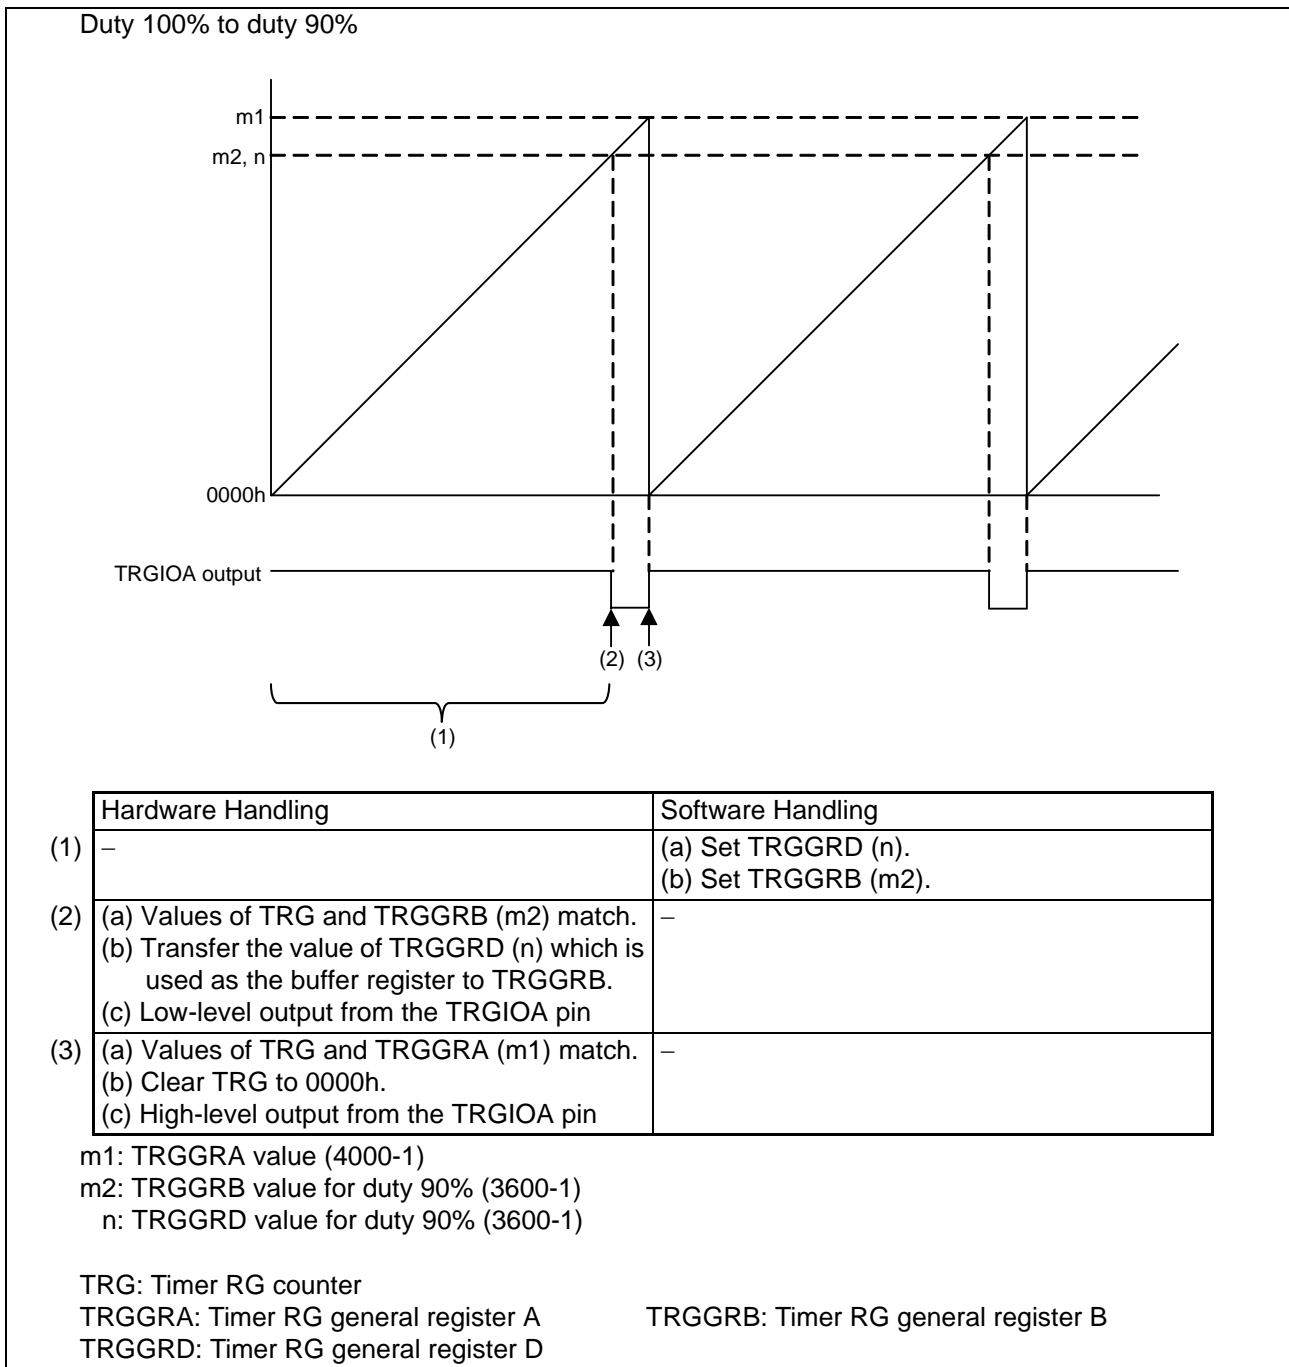 Duty 100% to duty 90%
m1
m2, n
0000h
TRGIOA output
(2) (3)
(1)
Hardware Handling Software Handling
(1) – (a) Set TRGGRD (n).
(b) Set TRGGRB (m2).
(2) (a) Values of TRG and TRGGRB (m2) match. –
(b) Transfer the value of TRGGRD (n) which is
used as the buffer register to TRGGRB.
(c) Low-level output from the TRGIOA pin
(3) (a) Values of TRG and TRGGRA (m1) match. –
(b) Clear TRG to 0000h.
(c) High-level output from the TRGIOA pin
m1: TRGGRA value (4000-1)
m2: TRGGRB value for duty 90% (3600-1)
n: TRGGRD value for duty 90% (3600-1)
TRG: Timer RG counter
TRGGRA: Timer RG general register A TRGGRB: Timer RG general register B
TRGGRD: Timer RG general register D